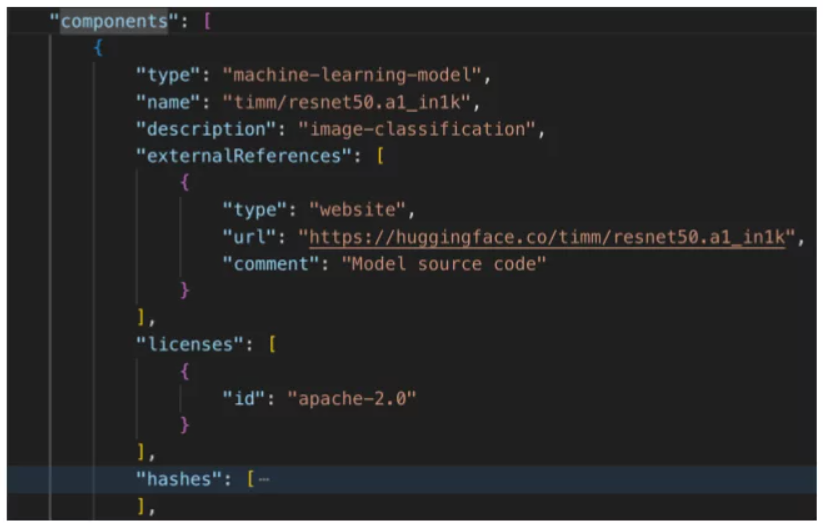 "components": [
{
"type": "machine-learning-model",
"name": "timm/resnet50.a1_in1k",
"description": "image-classification",
"externalReferences": [
{
"type": "website",
"url": "https://huggingface.co/timm/resnet50.a1_in1k",
"comment": "Model source code"
}
],
"licenses": [
{
"id": "apache-2.0"
}
],
"hashes": [⋯
],